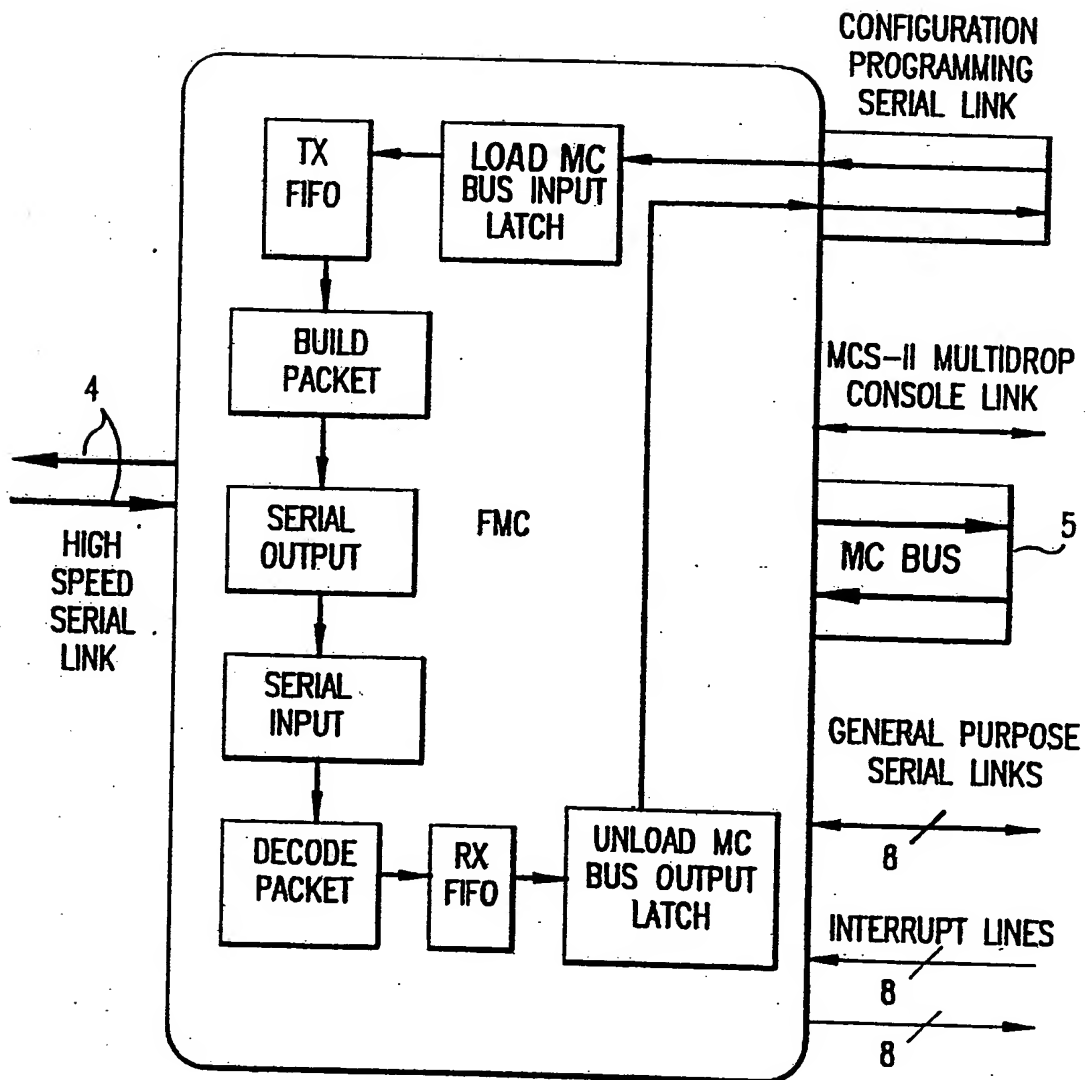 CONFIGURATION
PROGRAMMING
SERIAL LINK
TX
FIFO
LOAD MC
BUS INPUT
LATCH
BUILD
PACKET
MCS-II MULTIDROP
CONSOLE LINK
4
SERIAL
OUTPUT
FMC
MC BUS
5
HIGH
SPEED
SERIAL
LINK
SERIAL
INPUT
GENERAL PURPOSE
SERIAL LINKS
8
DECODE
PACKET
RX
FIFO
UNLOAD MC
BUS OUTPUT
LATCH
INTERRUPT LINES
8
8